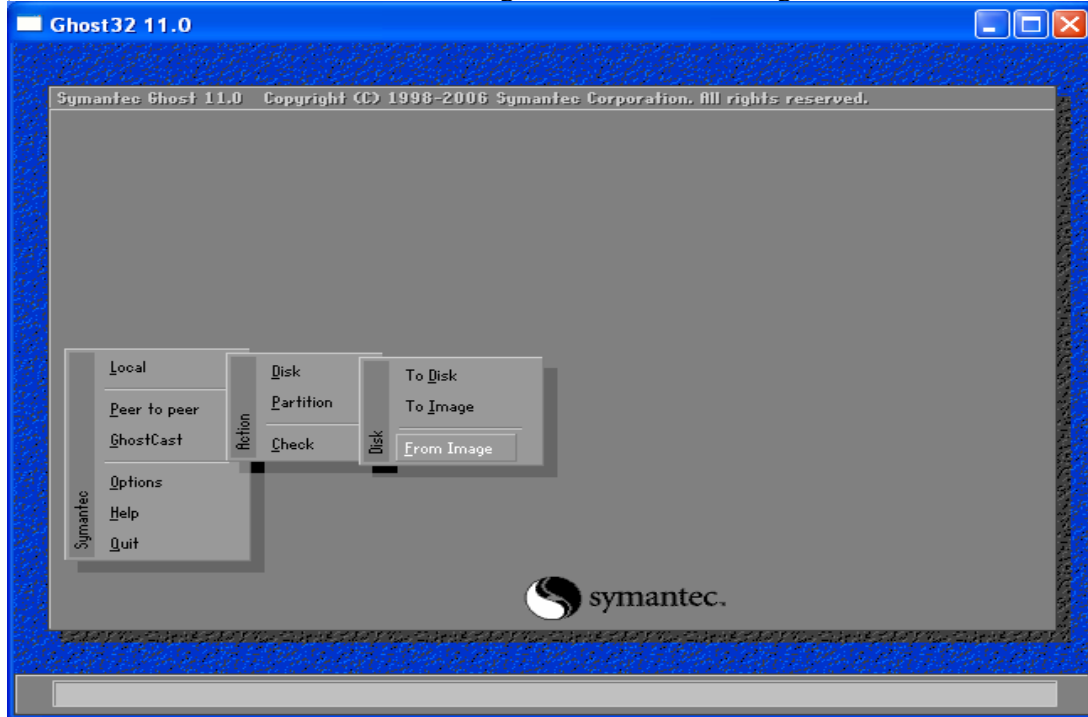 Ghost32 11.0
Symantec Ghost 11.0 Copyright (C) 1998-2006 Symantec Corporation. All rights reserved.
Symantec
Local
Peer to peer
GhostCast
Options
Help
Quit
Action
Disk
Partition
Check
Disk
To Disk
To Image
From Image
symantec.